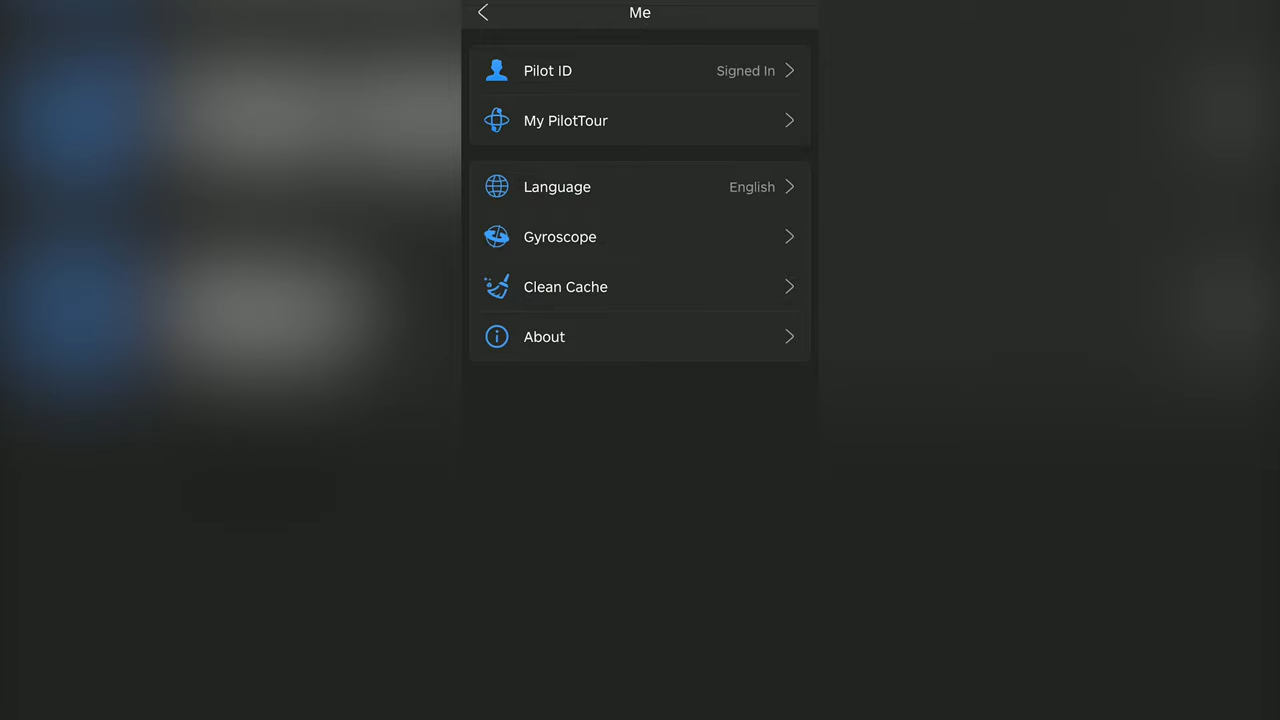 Me
Pilot ID Signed In
My PilotTour
Language English
Gyroscope
Clean Cache
About